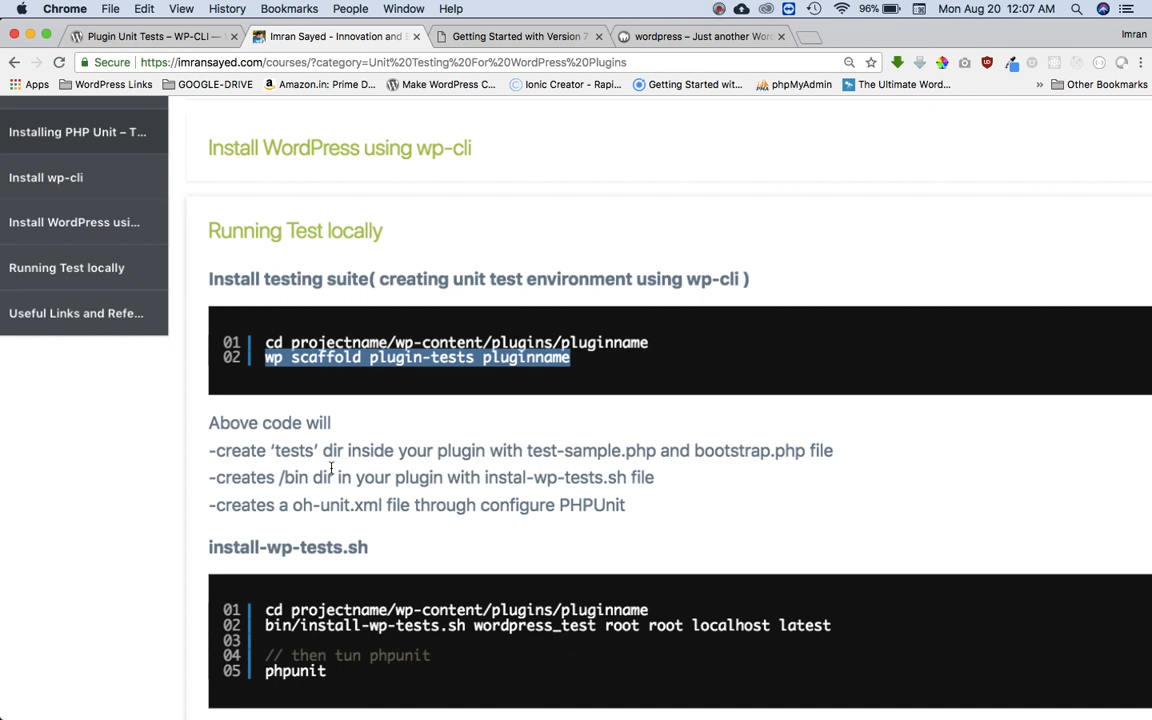 Chrome File Edit View History Bookmarks People Window Help 96% Mon Aug 20 12:07 AM
Plugin Unit Tests – WP-CLI — Imran Sayed - Innovation and E Getting Started with Version 7 wordpress – Just another Wor Imran
Secure https://imransayed.com/courses/?category=Unit%20Testing%20For%20WordPress%20Plugins
Apps WordPress Links GOOGLE-DRIVE Amazon.in: Prime D... Make WordPress C... Ionic Creator - Rapi... Getting Started wit... phpMyAdmin The Ultimate Word... » Other Bookmarks
Installing PHP Unit – T...
Install wp-cli
Install WordPress usi...
Running Test locally
Useful Links and Refe...
Install WordPress using wp-cli
Running Test locally
Install testing suite( creating unit test environment using wp-cli )
01 cd projectname/wp-content/plugins/pluginname
02 wp scaffold plugin-tests pluginname
Above code will
-create ‘tests’ dir inside your plugin with test-sample.php and bootstrap.php file
-creates /bin dir in your plugin with instal-wp-tests.sh file
-creates a oh-unit.xml file through configure PHPUnit
install-wp-tests.sh
01 cd projectname/wp-content/plugins/pluginname
02 bin/install-wp-tests.sh wordpress_test root root localhost latest
03
04 // then tun phpunit
05 phpunit